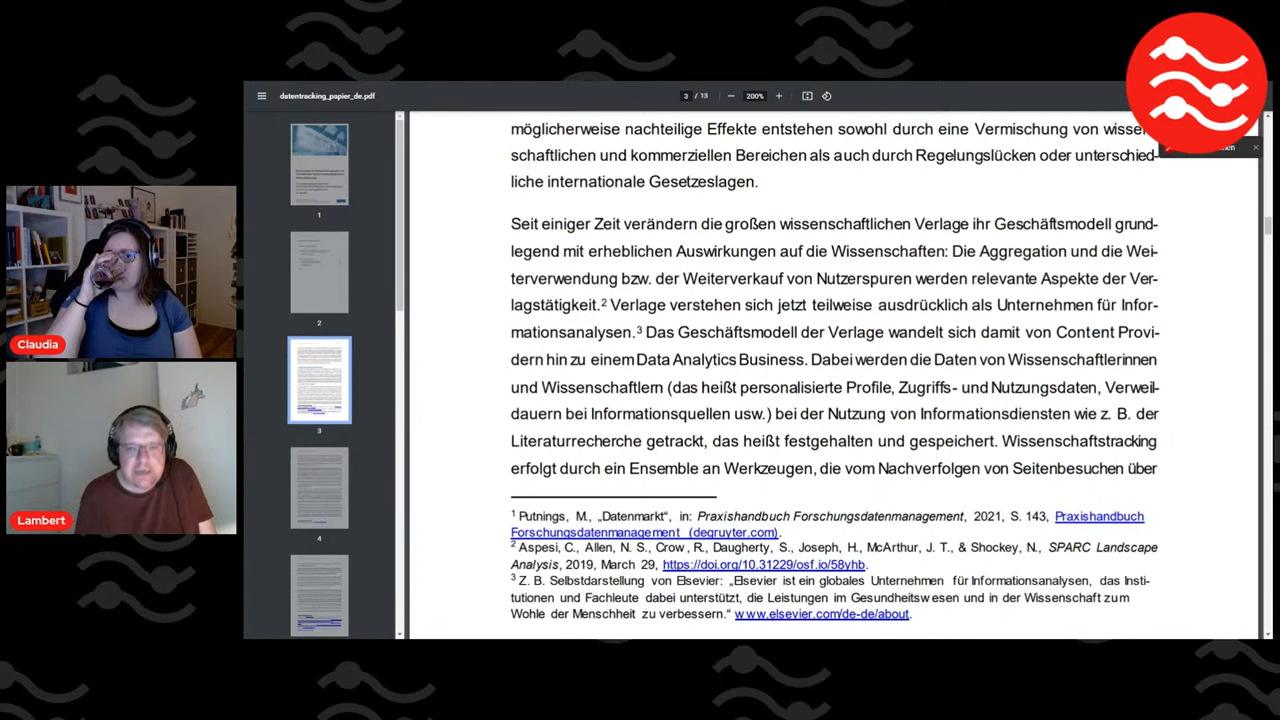 datentracking_papier_de.pdf
3 / 13
200%
möglicherweise nachteilige Effekte entstehen sowohl durch eine Vermischung von wissen-
schaftlichen und kommerziellen Bereichen als auch durch Regelungslücken oder unterschied-
liche internationale Gesetzeslagen.
Seit einiger Zeit verändern die großen wissenschaftlichen Verlage ihr Geschäftsmodell grund-
legend mit erheblichen Auswirkungen auf die Wissenschaften: Die Aggregation und die Wei-
terverwendung bzw. der Weiterverkauf von Nutzerspuren werden relevante Aspekte der Ver-
lagstätigkeit.² Verlage verstehen sich jetzt teilweise ausdrücklich als Unternehmen für Infor-
mationsanalysen.³ Das Geschäftsmodell der Verlage wandelt sich damit von Content Provi-
dern hin zu einem Data Analytics Business. Dabei werden die Daten von Wissenschaftlerinnen
und Wissenschaftlern (das heißt personalisierte Profile, Zugriffs- und Nutzungsdaten, Verweil-
dauern bei Informationsquellen usw.) bei der Nutzung von Informationsdiensten wie z. B. der
Literaturrecherche getrackt, das heißt festgehalten und gespeichert. Wissenschaftstracking
erfolgt durch ein Ensemble an Werkzeugen, die vom Nachverfolgen von Seitenbesuchen über
¹ Putnings, M., „Datenmarkt“, in: Praxishandbuch Forschungsdatenmanagement, 2021, S. 143, Praxishandbuch
Forschungsdatenmanagement (degruyter.com).
² Aspesi, C., Allen, N. S., Crow, R., Daugherty, S., Joseph, H., McArthur, J. T., & Shockey, N., SPARC Landscape
Analysis, 2019, March 29, https://doi.org/10.31229/osf.io/58yhb.
³ Z. B. Selbstdarstellung von Elsevier: „Elsevier ist ein globales Unternehmen für Informationsanalysen, das Insti-
tutionen und Fachleute dabei unterstützt, die Leistungen im Gesundheitswesen und in der Wissenschaft zum
Wohle der Menschheit zu verbessern.“ www.elsevier.com/de-de/about.
1
2
3
4
Claudia
Lambert